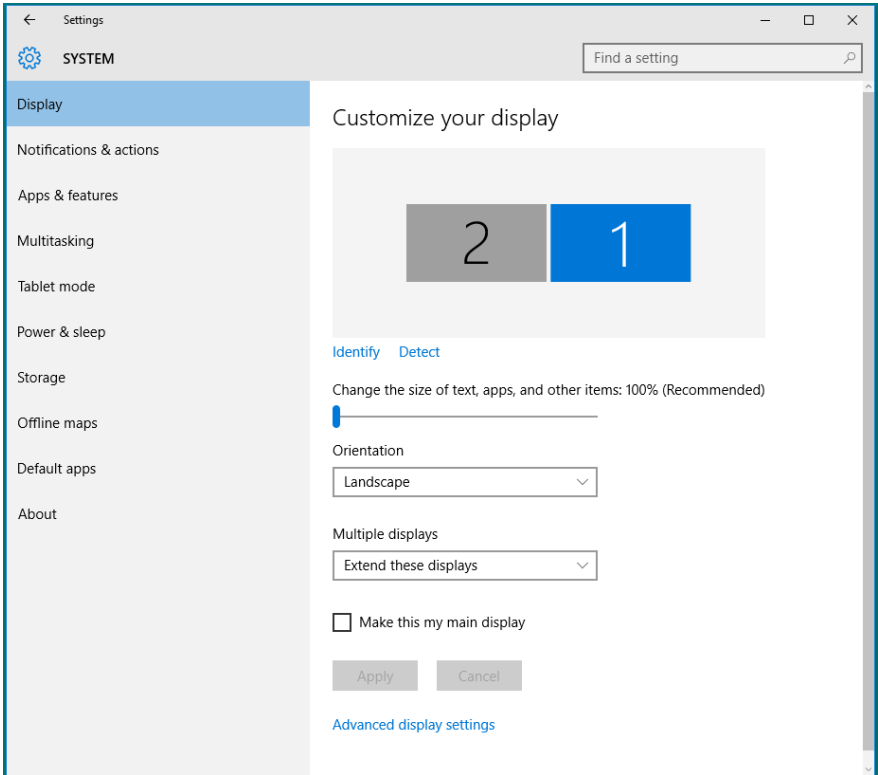 Settings
SYSTEM
Find a setting
Display
Notifications & actions
Apps & features
Multitasking
Tablet mode
Power & sleep
Storage
Offline maps
Default apps
About
Customize your display
2 1
Identify Detect
Change the size of text, apps, and other items: 100% (Recommended)
Orientation
Landscape
Multiple displays
Extend these displays
Make this my main display
Apply Cancel
Advanced display settings